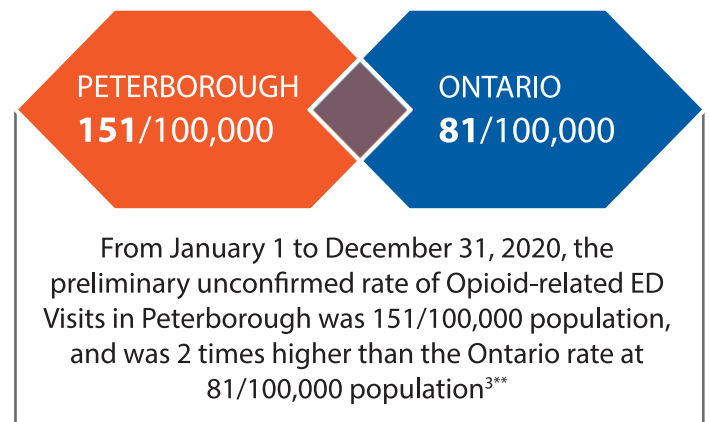 PETERBOROUGH
151/100,000
ONTARIO
81/100,000
From January 1 to December 31, 2020, the
preliminary unconfirmed rate of Opioid-related ED
Visits in Peterborough was 151/100,000 population,
and was 2 times higher than the Ontario rate at
81/100,000 population³**